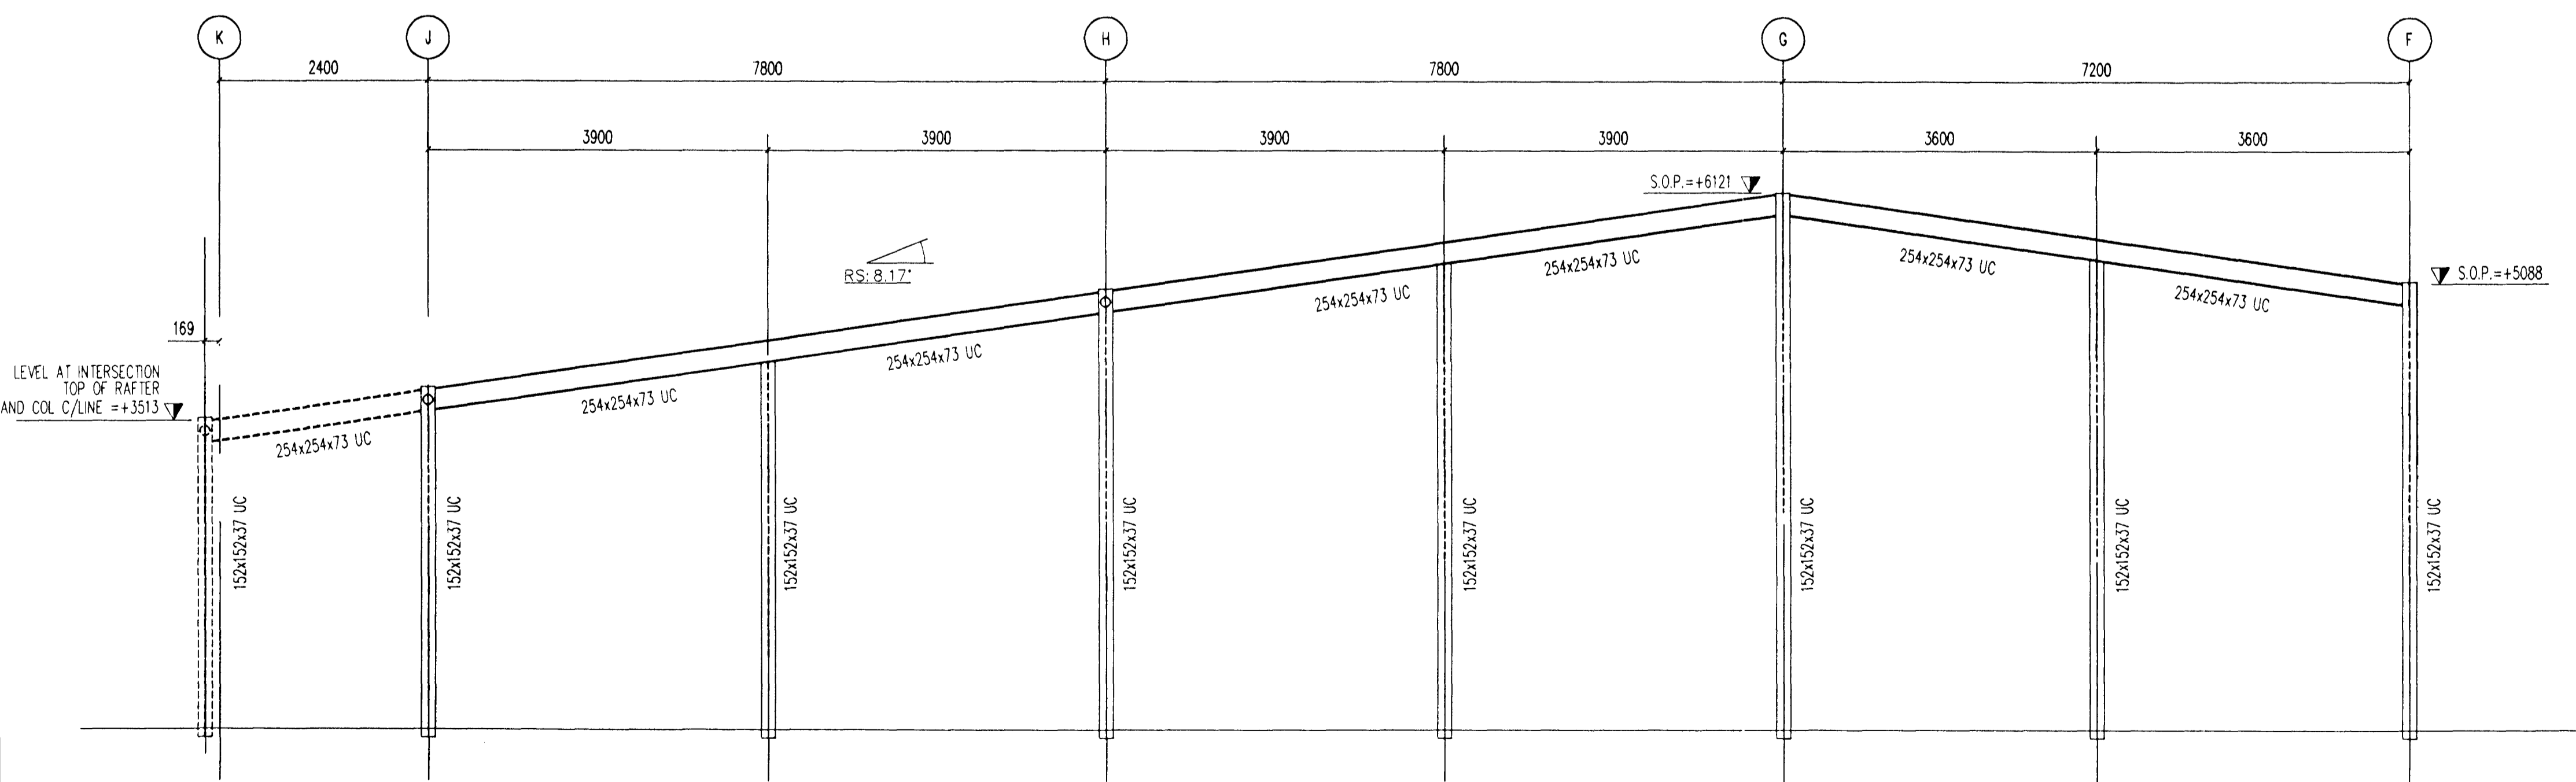 K
J
H
G
F
2400
7800
7800
7200
3900
3900
3900
3900
3600
3600
S.O.P.=+6121
S.O.P.=+5088
RS: 8.17°
169
LEVEL AT INTERSECTION
TOP OF RAFTER
AND COL C/LINE =+3513
254x254x73 UC
254x254x73 UC
254x254x73 UC
254x254x73 UC
254x254x73 UC
254x254x73 UC
254x254x73 UC
152x152x37 UC
152x152x37 UC
152x152x37 UC
152x152x37 UC
152x152x37 UC
152x152x37 UC
152x152x37 UC
152x152x37 UC